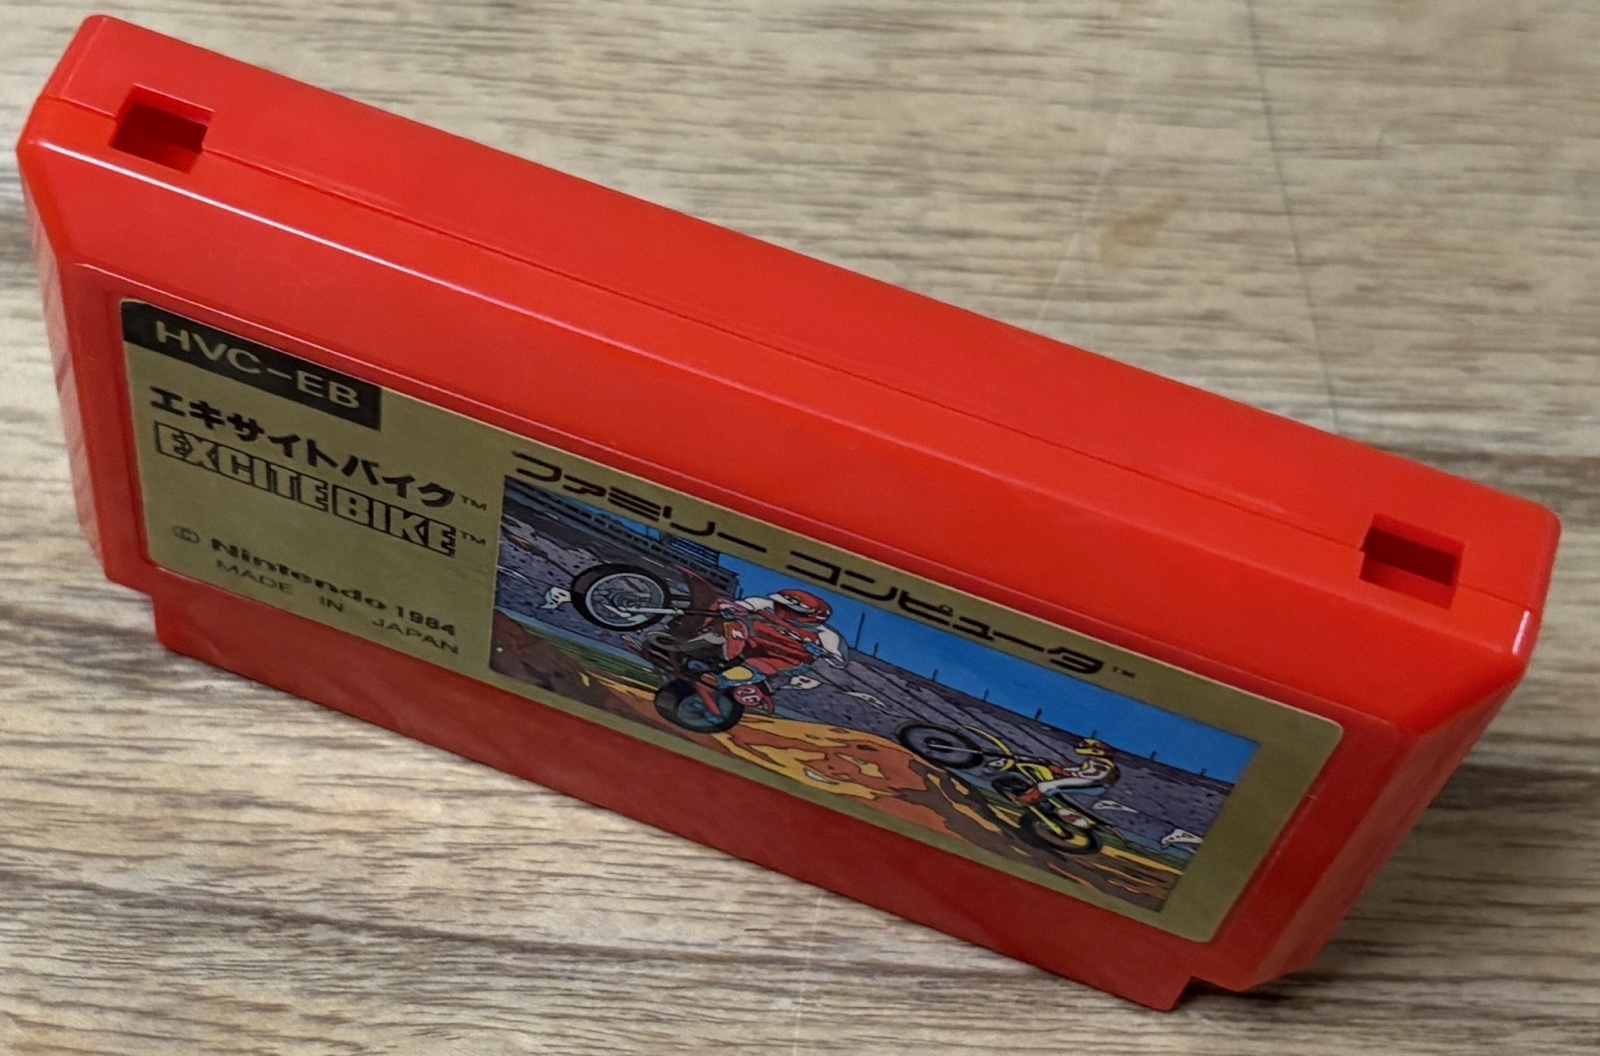 HVC-EB
エキサイトバイク™
EXCITEBIKE™
© Nintendo 1984
MADE IN JAPAN
ファミリー コンピュータ™
26